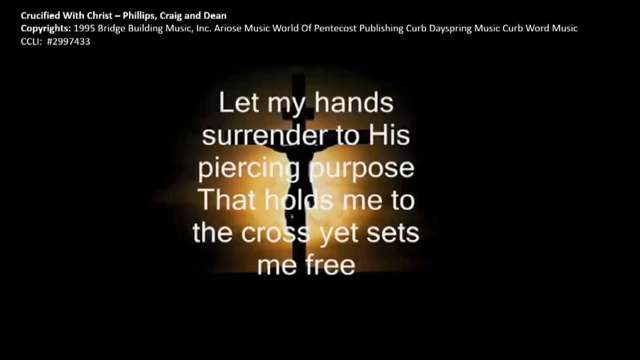 Crucified With Christ – Phillips, Craig and Dean
Copyrights: 1995 Bridge Building Music, Inc. Ariose Music World Of Pentecost Publishing Curb Dayspring Music Curb Word Music
CCLI: #2997433
Let my hands
surrender to His
piercing purpose
That holds me to
the cross yet sets
me free